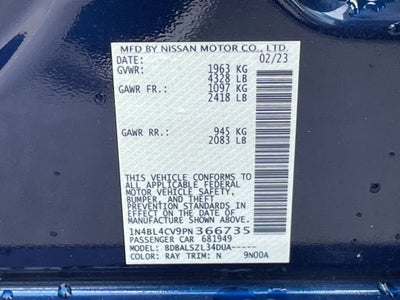 MFD BY NISSAN MOTOR CO., LTD.
DATE: 02/23
GVWR: 1963 KG
4328 LB
GAWR FR.: 1097 KG
2418 LB
GAWR RR.: 945 KG
2083 LB
THIS VEHICLE CONFORMS TO
ALL APPLICABLE FEDERAL
MOTOR VEHICLE SAFETY,
BUMPER, AND THEFT
PREVENTION STANDARDS IN
EFFECT ON THE DATE OF
MANUFACTURE SHOWN ABOVE.
1N4BL4CV9PN366735
PASSENGER CAR 681949
MODEL: BDBALSZL34DUA-----
COLOR: RAY TRIM: N 9N00A